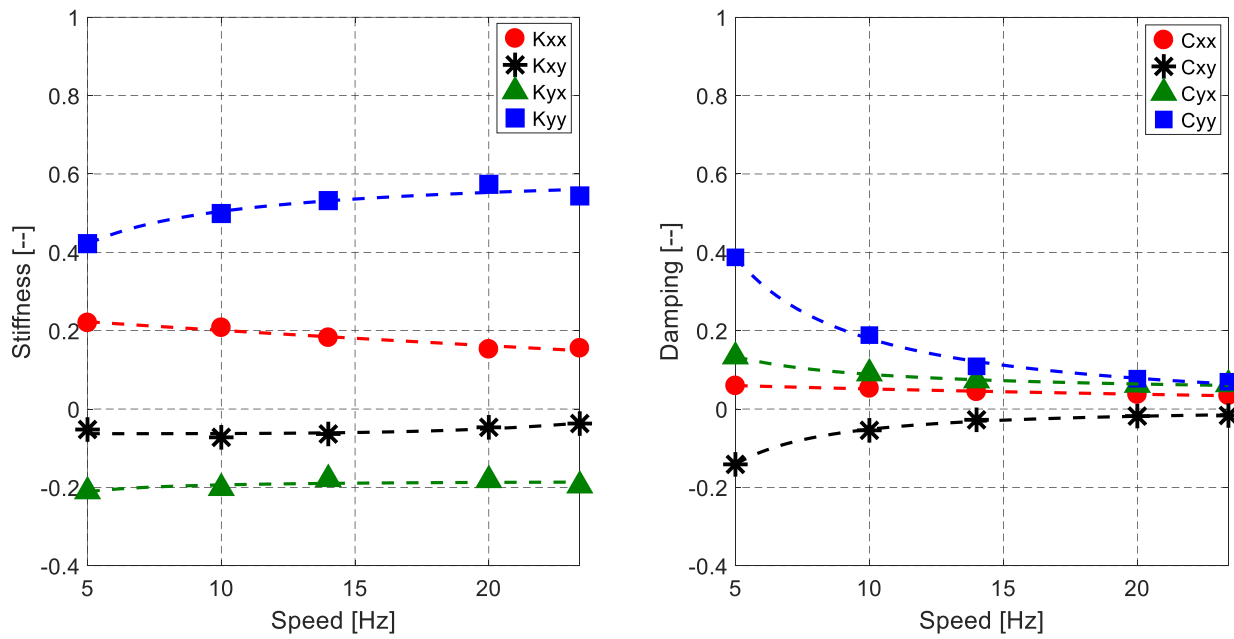 1
0.8
0.6
0.4
0.2
0
-0.2
-0.4
5
10
15
20
Stiffness [--]
Speed [Hz]
Kxx
Kxy
Kyx
Kyy
1
0.8
0.6
0.4
0.2
0
-0.2
-0.4
5
10
15
20
Damping [--]
Speed [Hz]
Cxx
Cxy
Cyx
Cyy